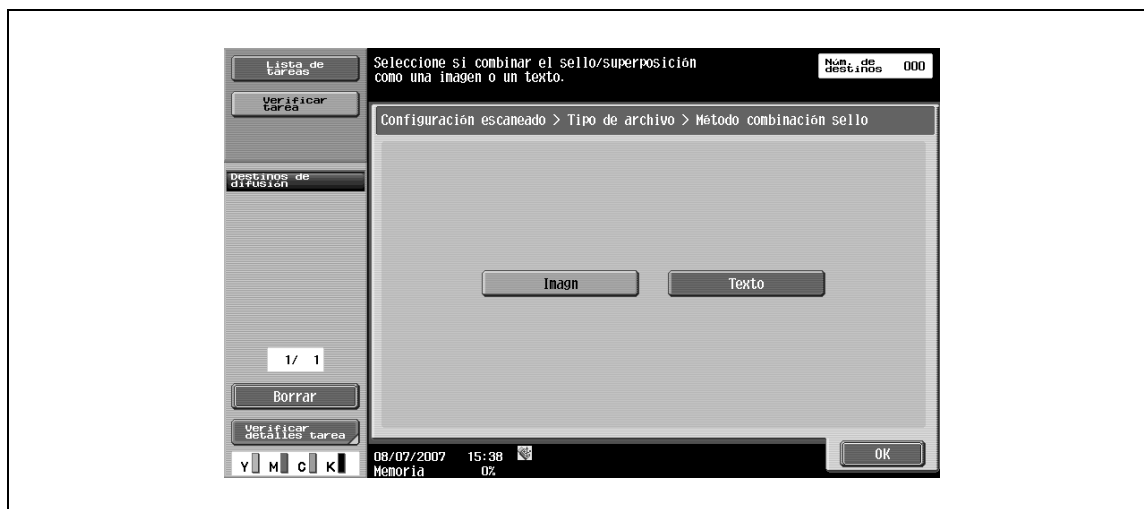 Lista de
tareas
Seleccione si combinar el sello/superposición
como una imagen o un texto.
Núm. de
destinos 000
Verificar
tarea
Configuración escaneado > Tipo de archivo > Método combinación sello
Destinos de
difusión
Imagn
Texto
1/ 1
Borrar
Verificar
detalles tarea
OK
Y M C K
08/07/2007 15:38
Memoria 0%